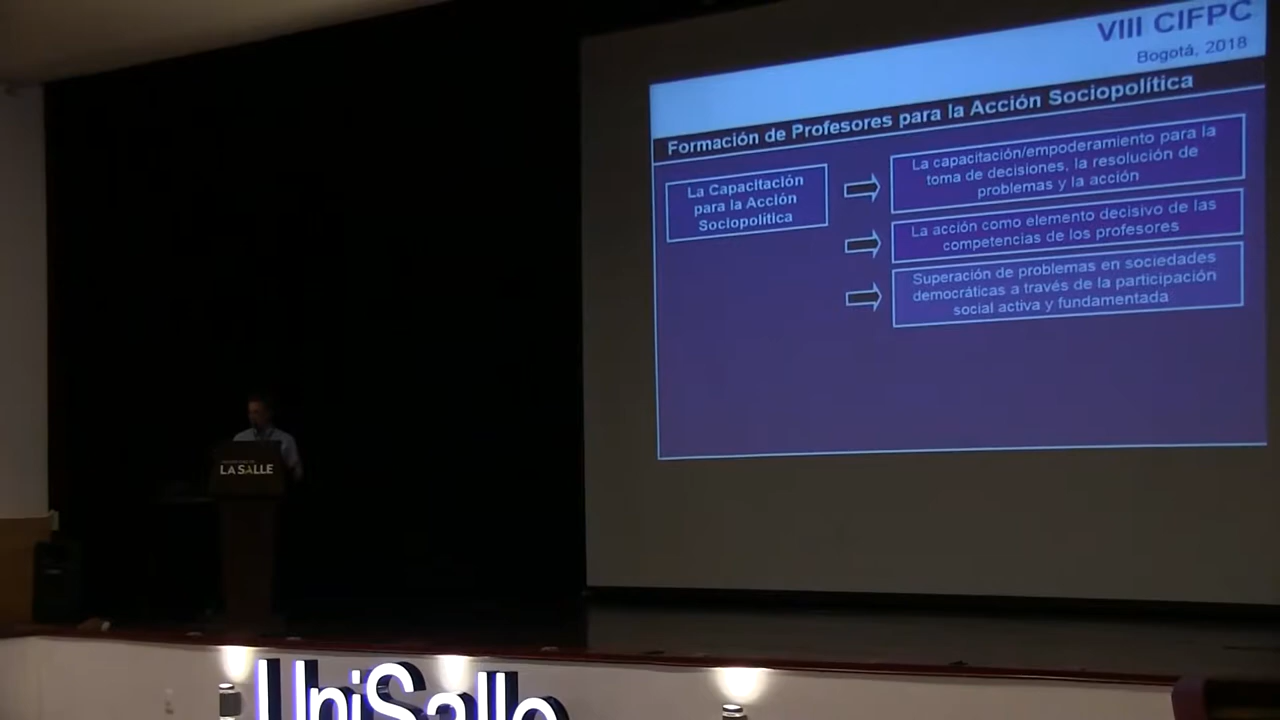 VIII CIFPC
Bogotá, 2018
Formación de Profesores para la Acción Sociopolítica
La Capacitación
para la Acción
Sociopolítica
La capacitación/empoderamiento para la
toma de decisiones, la resolución de
problemas y la acción
La acción como elemento decisivo de las
competencias de los profesores
Superación de problemas en sociedades
democráticas a través de la participación
social activa y fundamentada
LA SALLE
UniSalle